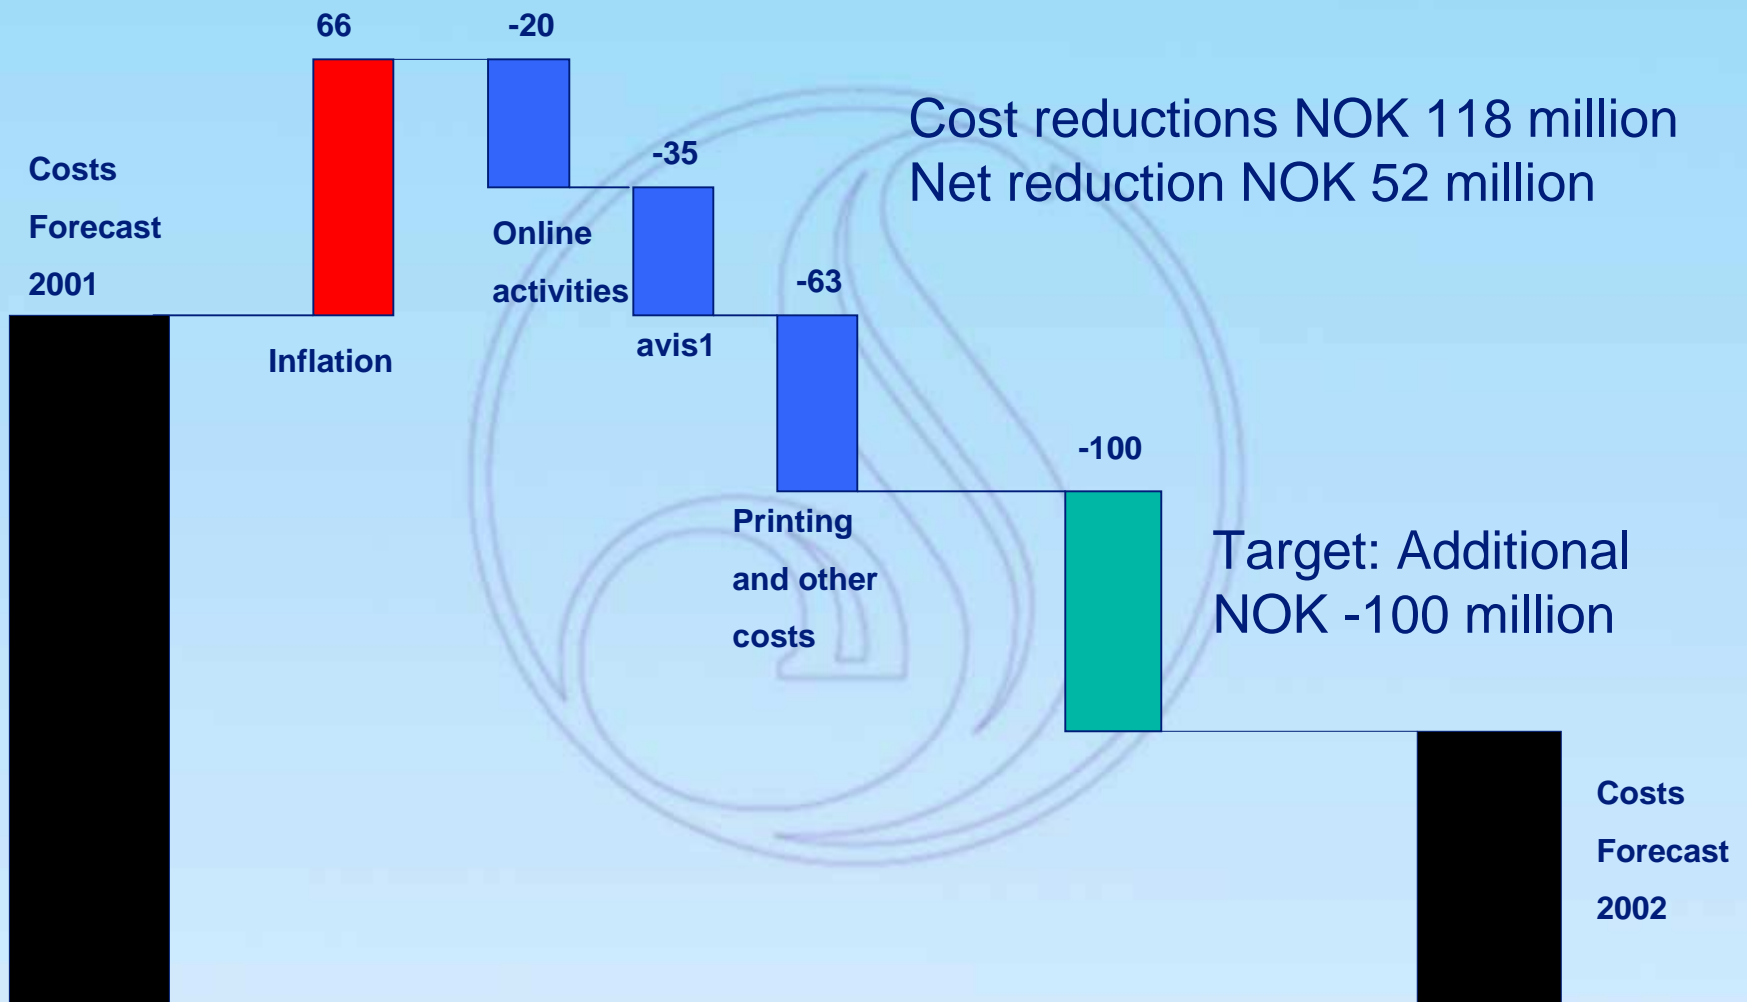 66
-20
Cost reductions NOK 118 million
Net reduction NOK 52 million
Costs
Forecast
2001
-35
Online
activities
-63
Inflation
avis1
-100
Printing
and other
costs
Target: Additional
NOK -100 million
Costs
Forecast
2002